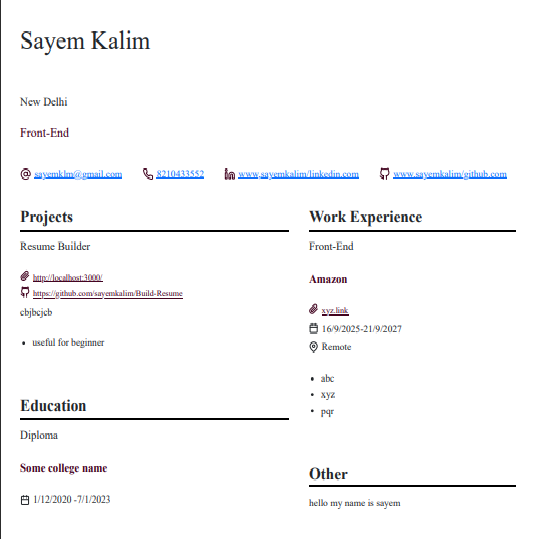 Sayem Kalim
New Delhi
Front-End
sayemklm@gmail.com 8210433552 www.sayemkalim/linkedin.com www.sayemkalim/github.com
Projects
Resume Builder
http://localhost:3000/
https://github.com/sayemkalim/Build-Resume
cbjbcjcb
• useful for beginner
Education
Diploma
Some college name
1/12/2020 -7/1/2023
Work Experience
Front-End
Amazon
xyz.link
16/9/2025-21/9/2027
Remote
• abc
• xyz
• pqr
Other
hello my name is sayem